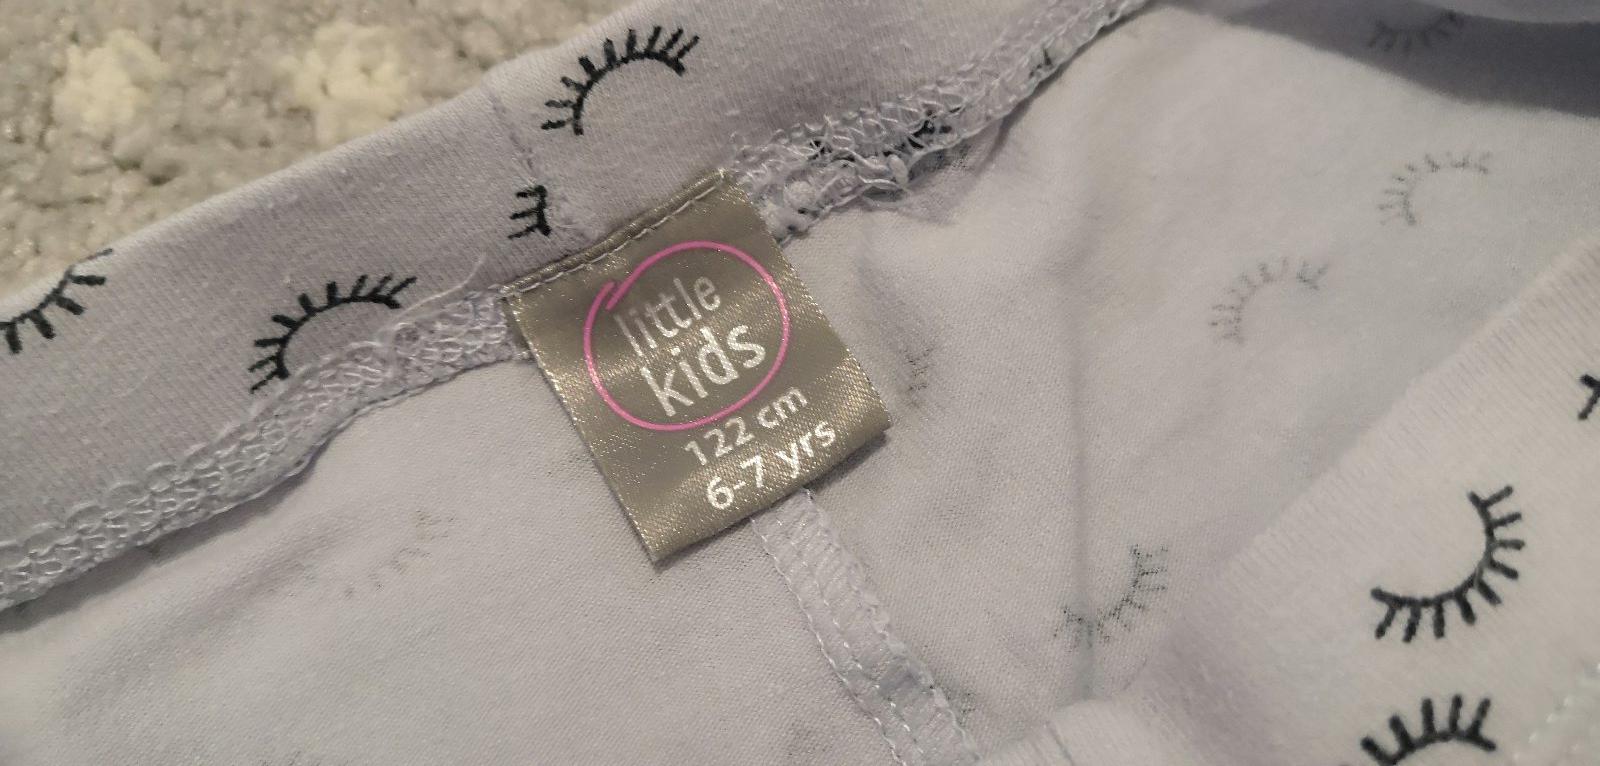 little
kids
122 cm
6-7 yrs